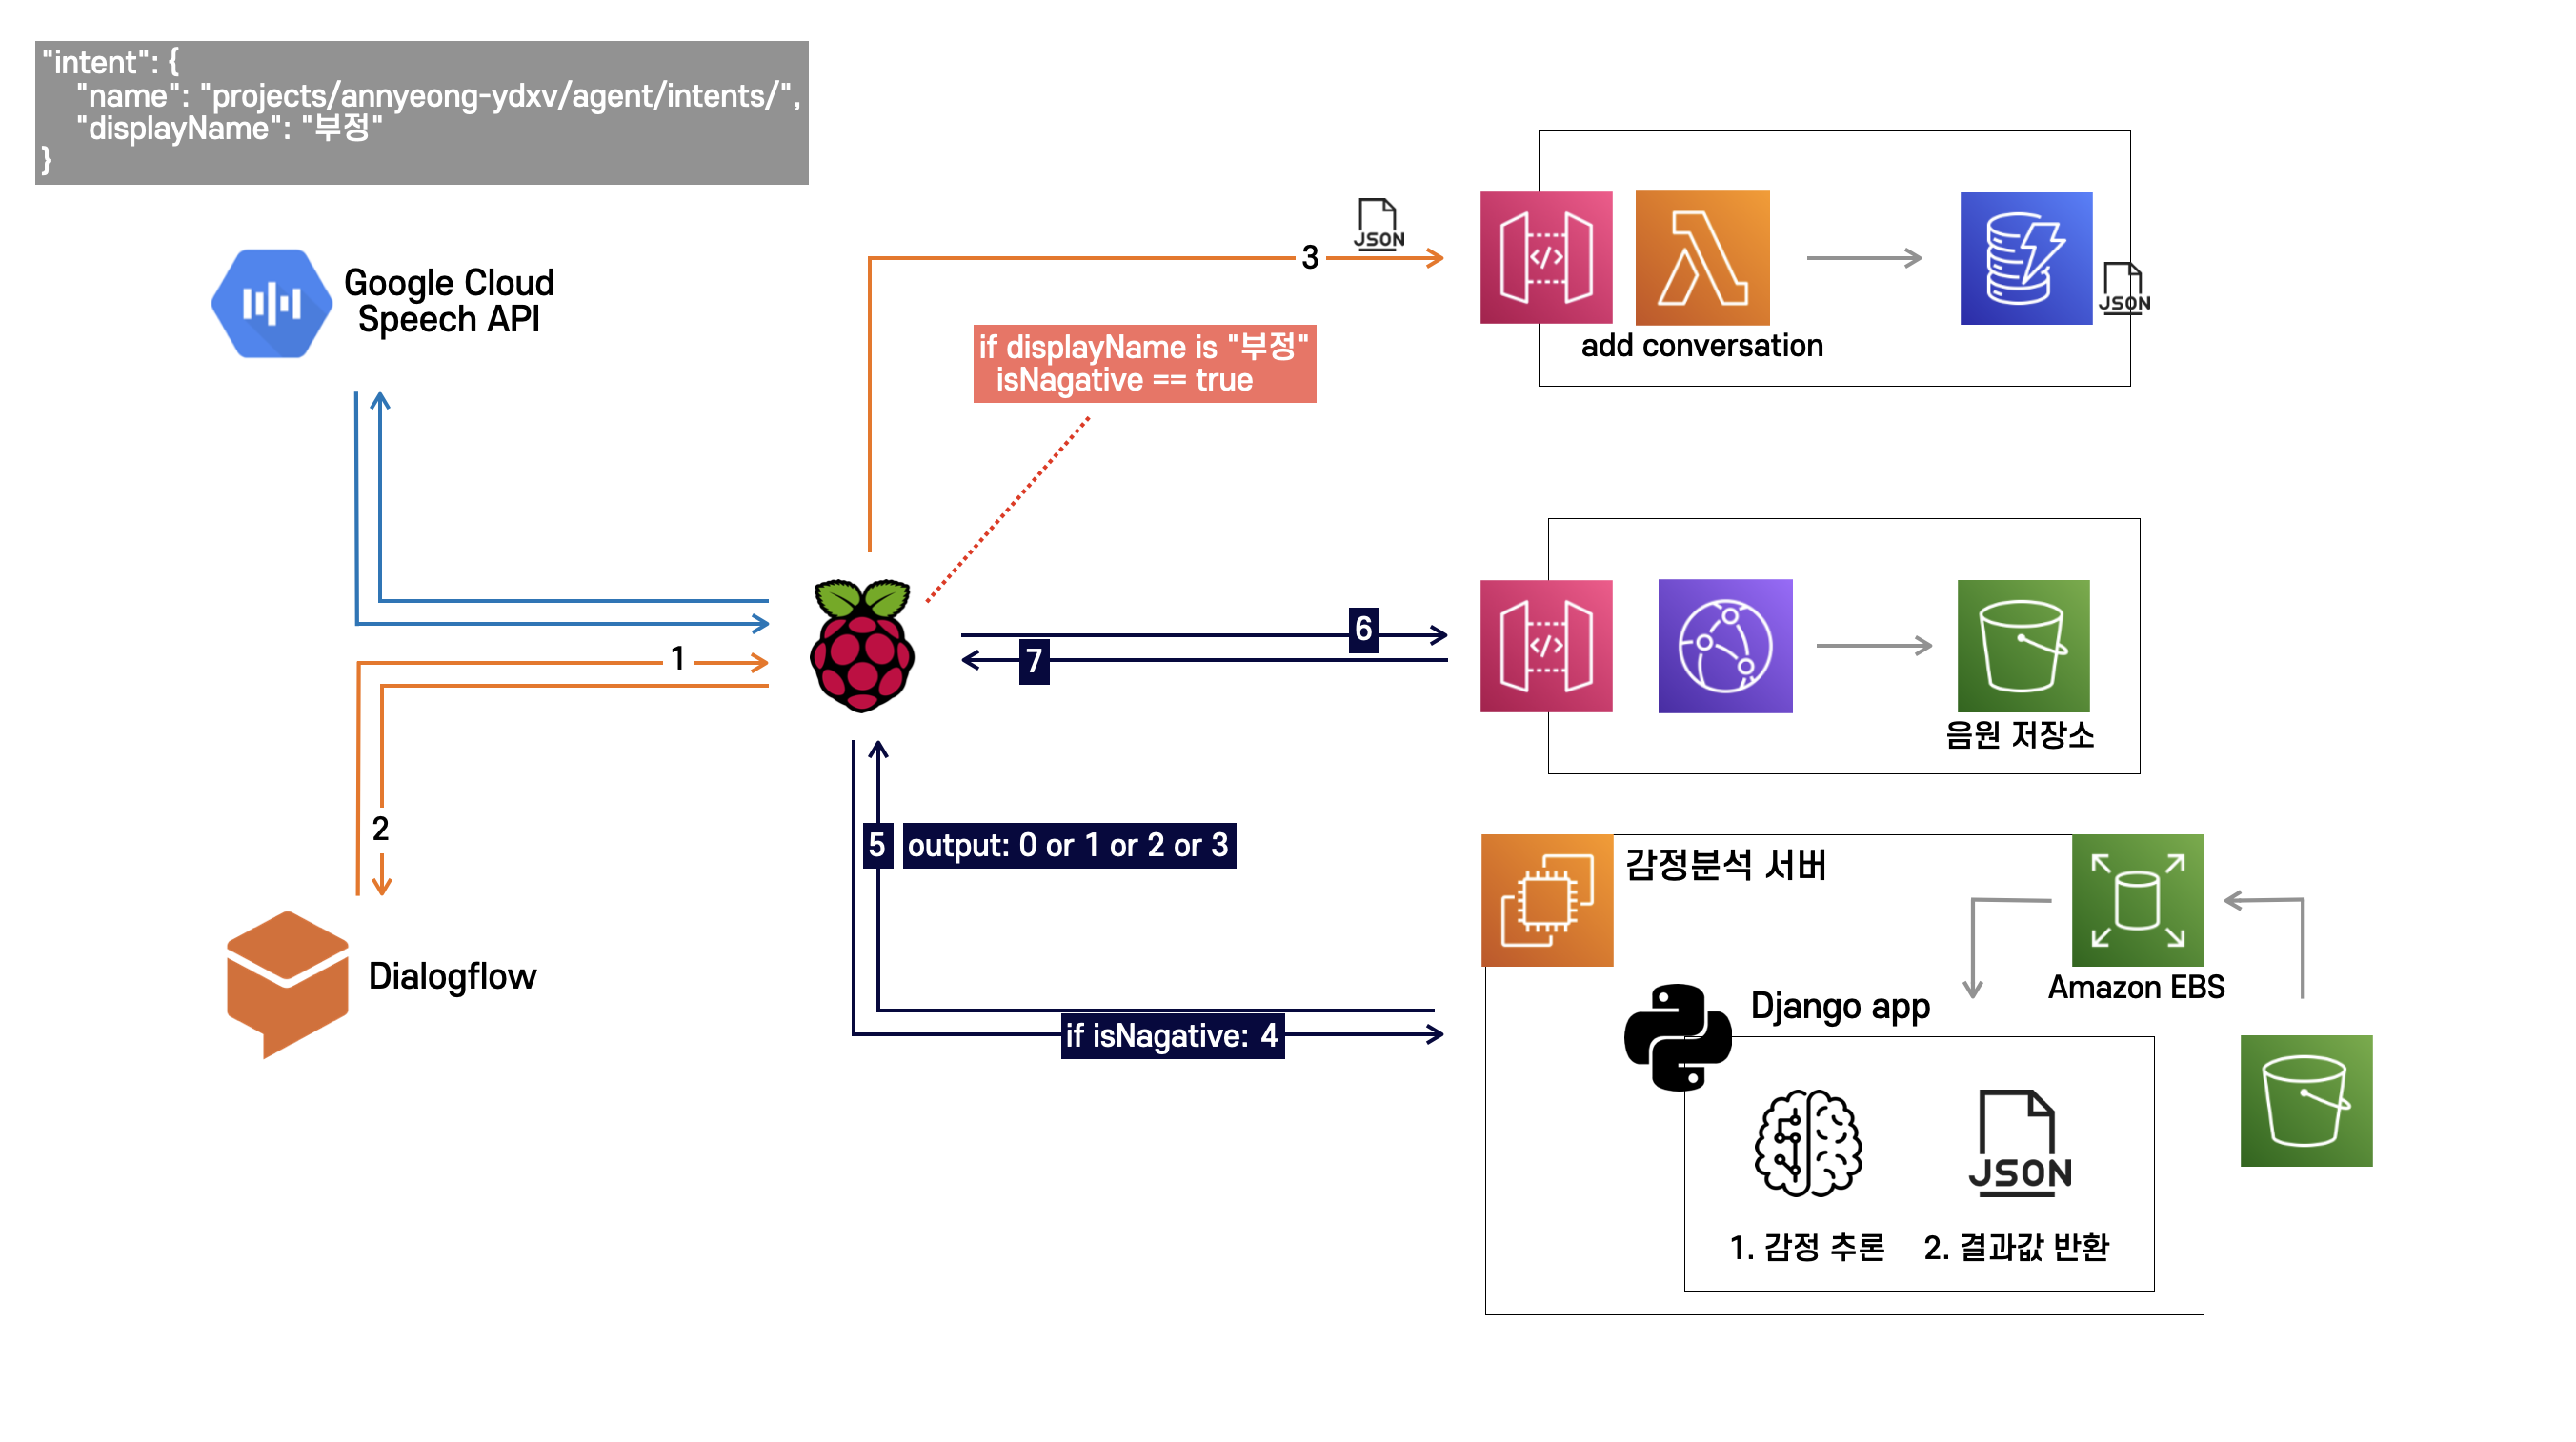 "intent": {
"name": "projects/annyeong-ydxv/agent/intents/",
"displayName": "부정"
}
Google Cloud
Speech API
3
JSON
add conversation
JSON
if displayName is "부정"
isNagative == true
1
2
Dialogflow
6
7
음원 저장소
5
output: 0 or 1 or 2 or 3
if isNagative: 4
감정분석 서버
Amazon EBS
Django app
JSON
1. 감정 추론
2. 결과값 반환